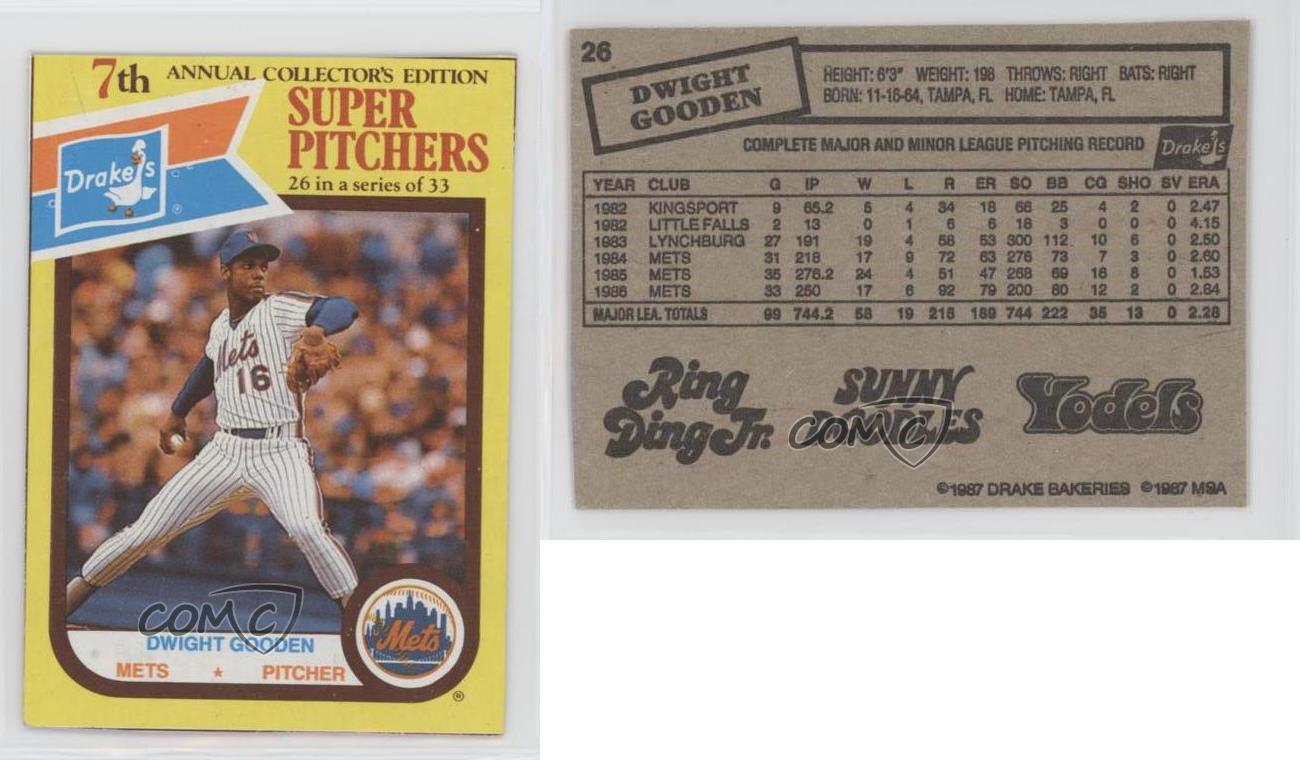 7th ANNUAL COLLECTOR'S EDITION
SUPER
PITCHERS
26 in a series of 33
Drake's
®
Mets
16
COMC
DWIGHT GOODEN
METS ★ PITCHER
Mets
®
26
DWIGHT
GOODEN
HEIGHT: 6'3" WEIGHT: 198 THROWS: RIGHT BATS: RIGHT
BORN: 11-16-64, TAMPA, FL HOME: TAMPA, FL
COMPLETE MAJOR AND MINOR LEAGUE PITCHING RECORD
Drake's
YEAR CLUB G IP W L R ER SO BB CG SHO SV ERA
1982 KINGSPORT 9 65.2 5 4 34 18 66 25 4 2 0 2.47
1982 LITTLE FALLS 2 13 0 1 6 6 18 3 0 0 0 4.15
1983 LYNCHBURG 27 191 19 4 58 53 300 112 10 6 0 2.50
1984 METS 31 218 17 9 72 63 276 73 7 3 0 2.60
1985 METS 35 276.2 24 4 51 47 268 69 16 8 0 1.53
1986 METS 33 250 17 6 92 79 200 80 12 2 0 2.84
MAJOR LEA. TOTALS 99 744.2 58 19 215 189 744 222 35 13 0 2.28
Ring
Ding Jr.
SUNNY
DOODLES
Yodels
COMC
©1987 DRAKE BAKERIES ©1987 MSA